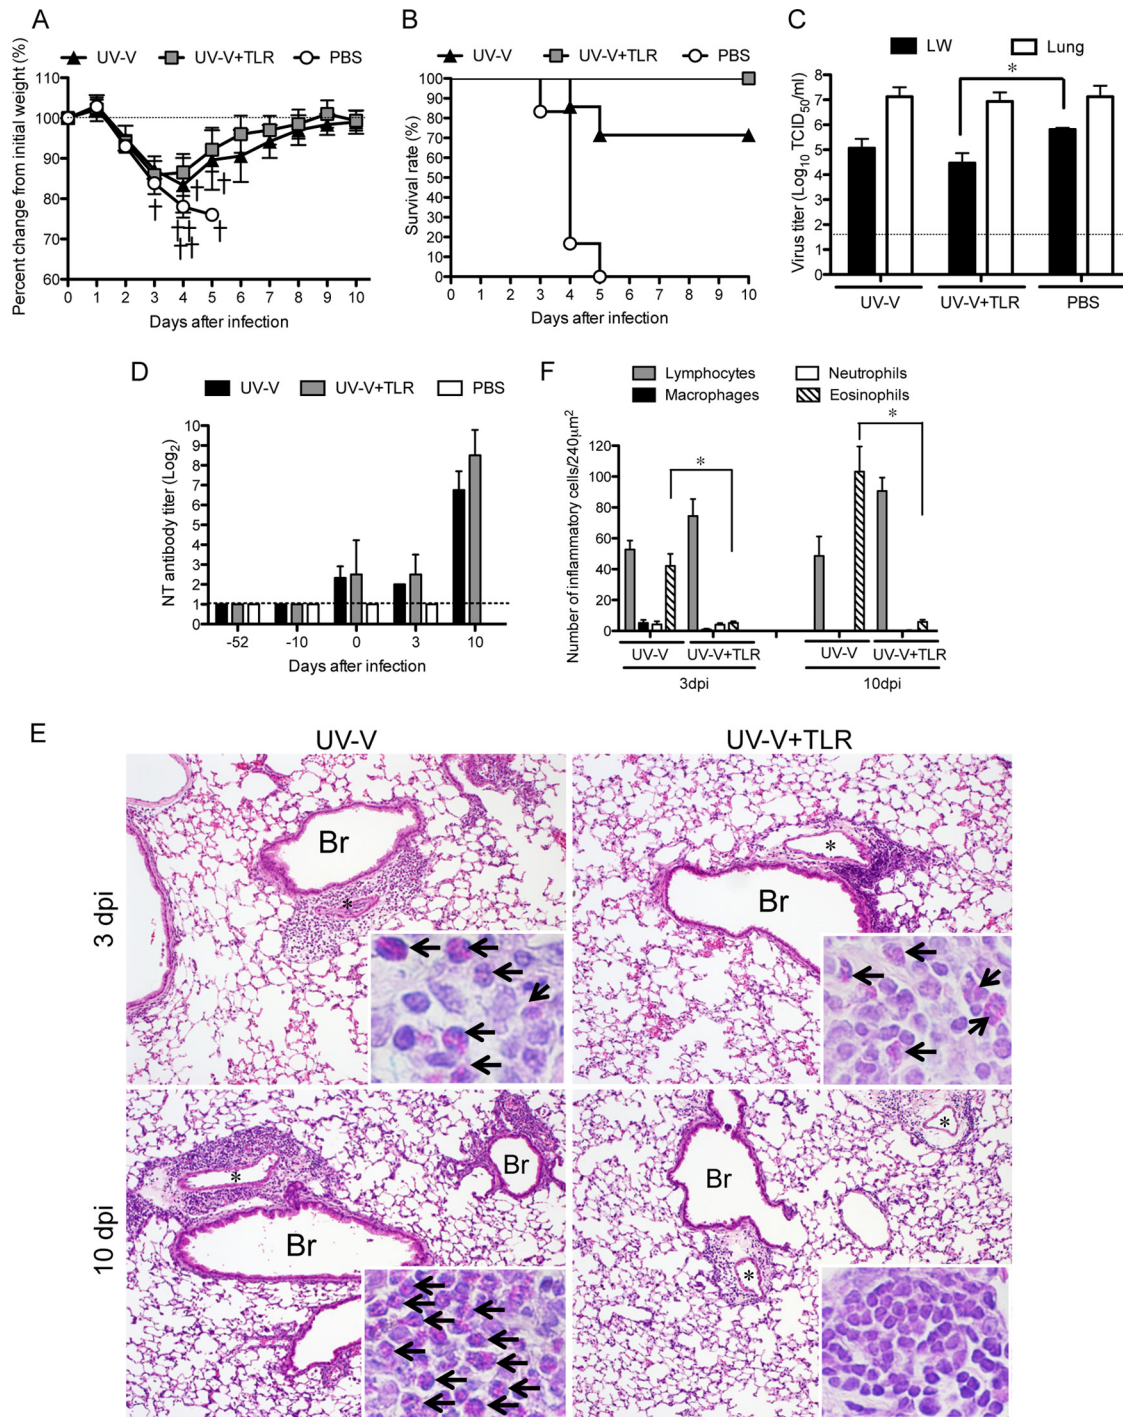 A
UV-V UV-V+TLR PBS
Percent change from initial weight (%)
110
100
90
80
70
60
† † † † † † † † †
0 1 2 3 4 5 6 7 8 9 10
Days after infection
B
UV-V UV-V+TLR PBS
Survival rate (%)
100
90
80
70
60
50
40
30
20
10
0
0 1 2 3 4 5 6 7 8 9 10
Days after infection
C
LW Lung
Virus titer (Log10 TCID50/ml)
8
7
6
5
4
3
2
1
0
*
UV-V UV-V+TLR PBS
D
UV-V UV-V+TLR PBS
NT antibody titer (Log2)
10
9
8
7
6
5
4
3
2
1
0
-52 -10 0 3 10
Days after infection
F
Lymphocytes Neutrophils
Macrophages Eosinophils
Number of inflammatory cells/240μm2
120
100
80
60
40
20
0
* *
UV-V UV-V+TLR UV-V UV-V+TLR
3dpi 10dpi
E
UV-V UV-V+TLR
3 dpi
Br
*
*
Br
10 dpi
*
Br
Br
Br
*
*